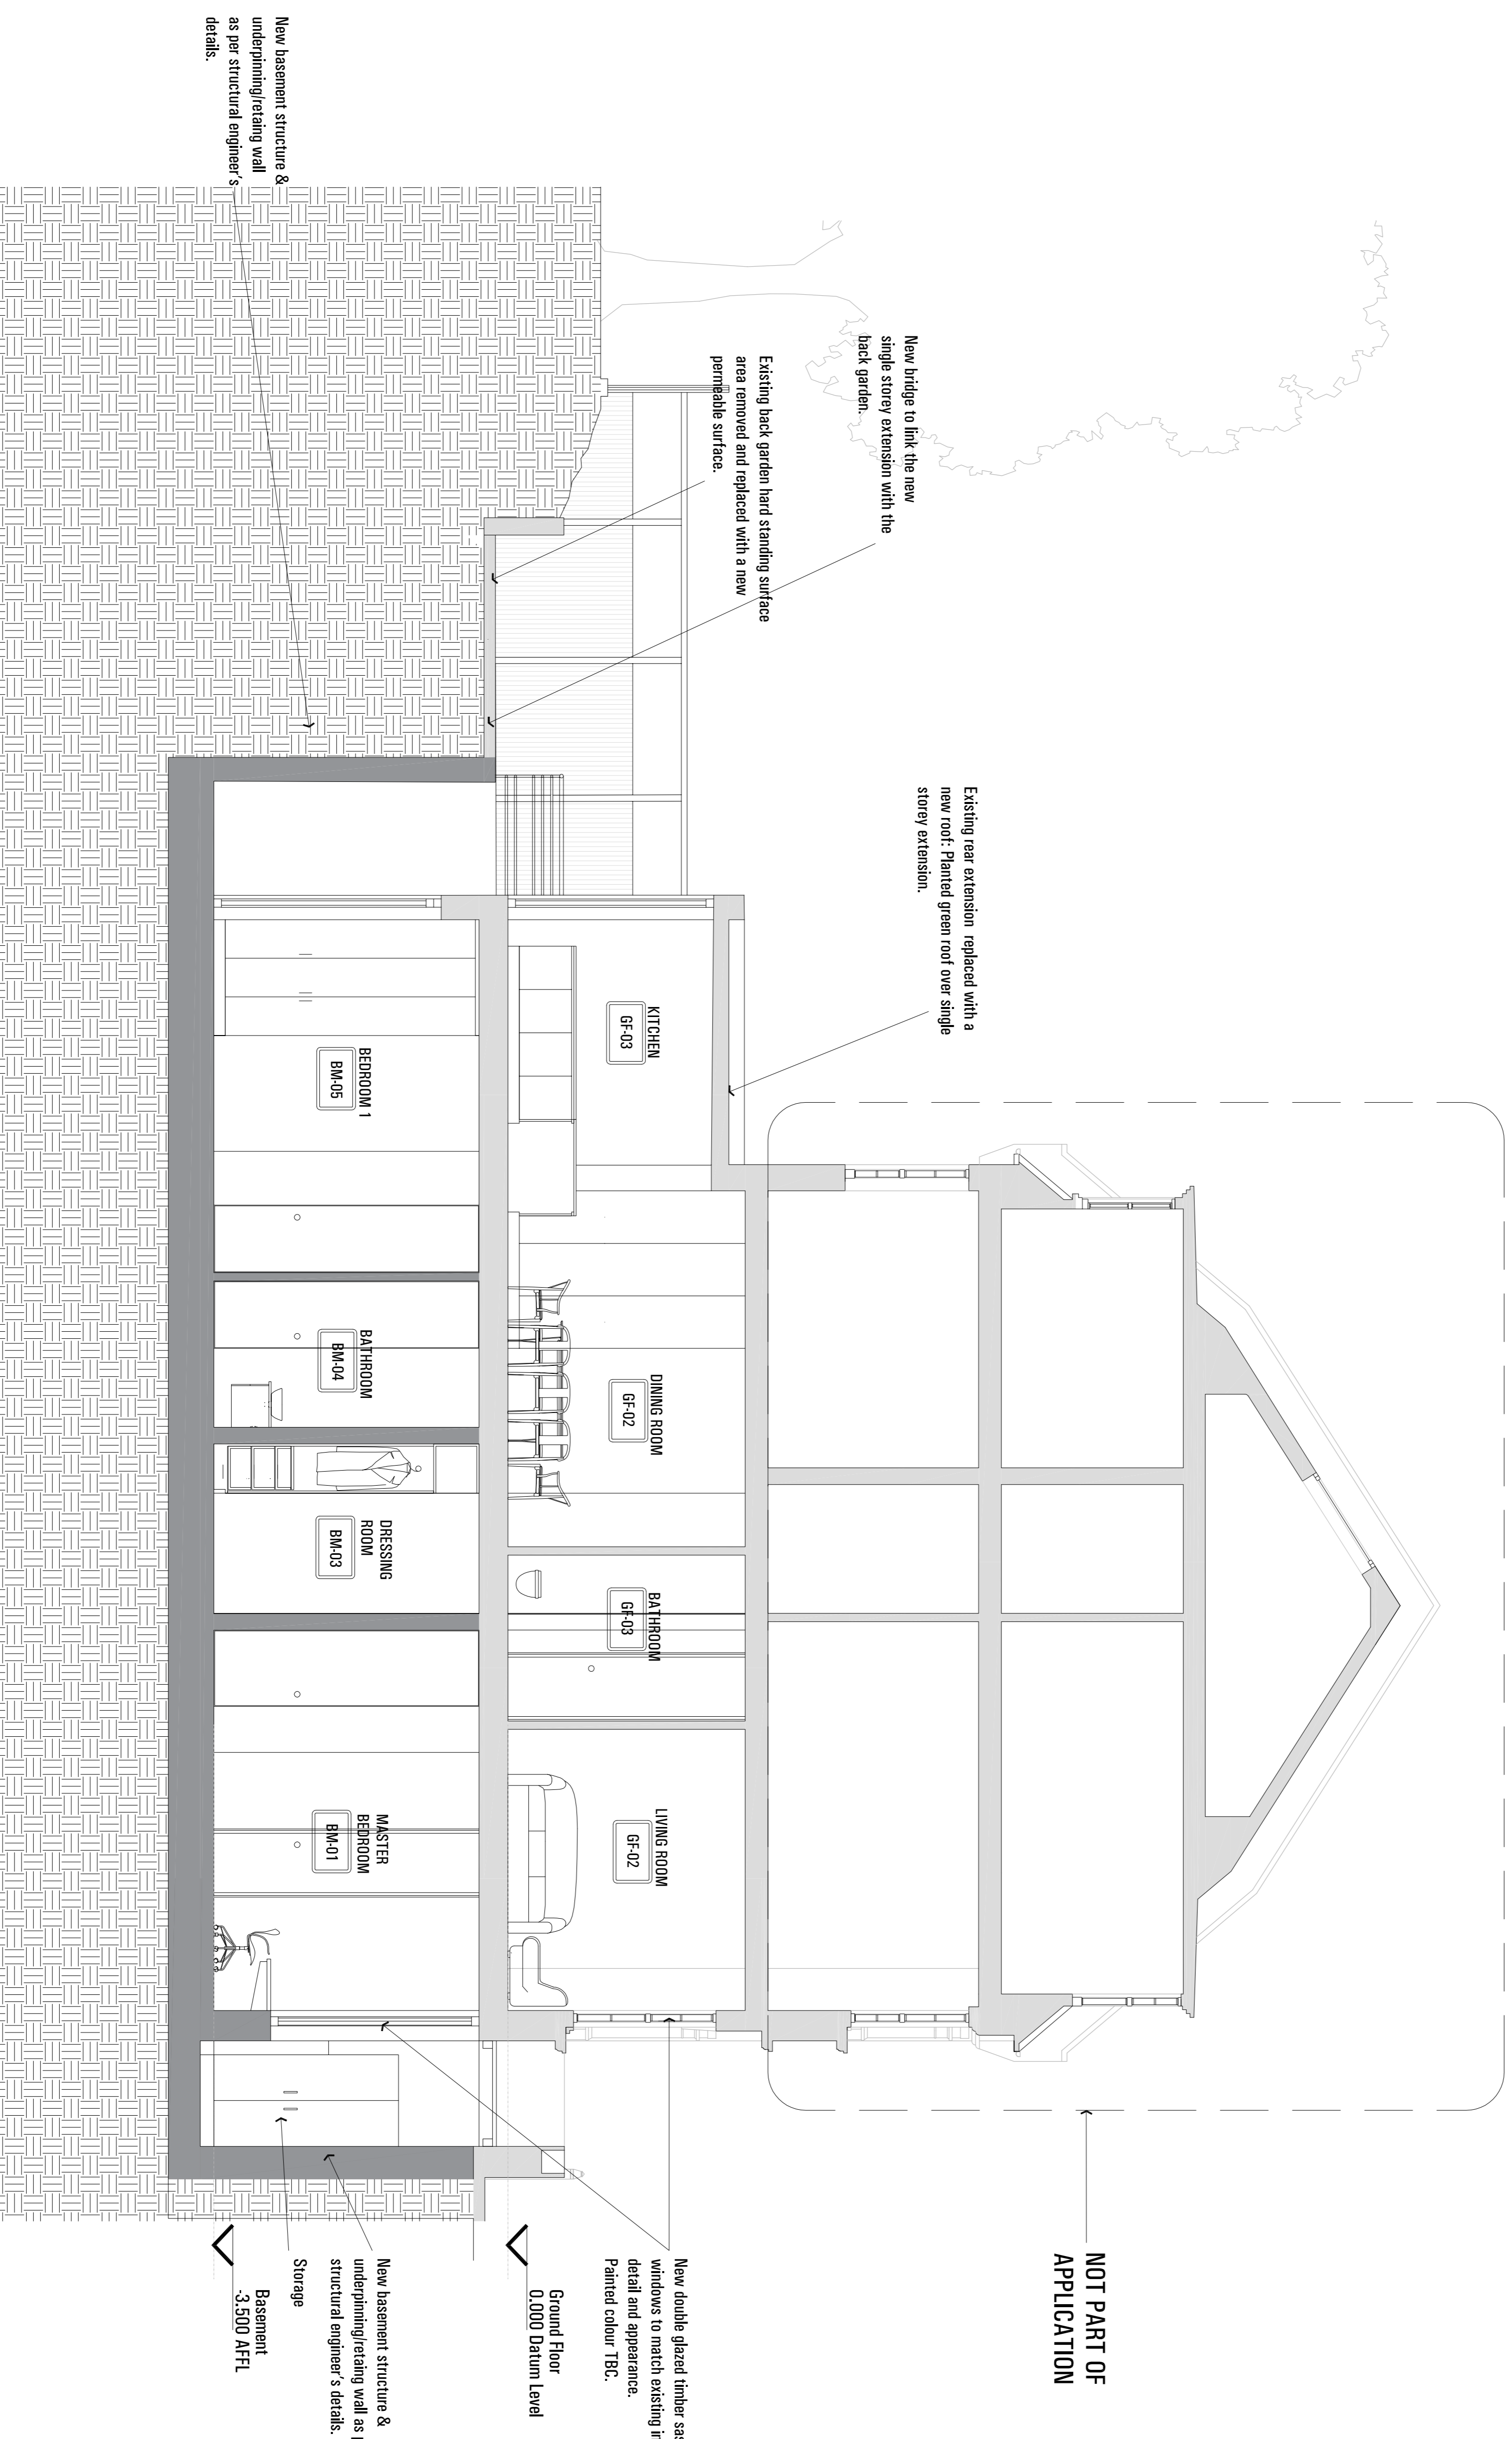 New basement structure &
underpinning/retaing wall
as per structural engineer's
details.
New bridge to link the new
single storey extension with the
back garden.
Existing back garden hard standing surface
area removed and replaced with a new
permeable surface.
Existing rear extension replaced with a
new roof: Planted green roof over single
storey extension.
NOT PART OF
APPLICATION
KITCHEN
GF-03
DINING ROOM
GF-02
BATHROOM
GF-03
LIVING ROOM
GF-02
BEDROOM 1
BM-05
BATHROOM
BM-04
DRESSING
ROOM
BM-03
MASTER
BEDROOM
BM-01
New double glazed timber sas
windows to match existing in
detail and appearance.
Painted colour TBC.
Ground Floor
0.000 Datum Level
New basement structure &
underpinning/retaing wall as
structural engineer's details.
Storage
Basement
-3.500 AFFL